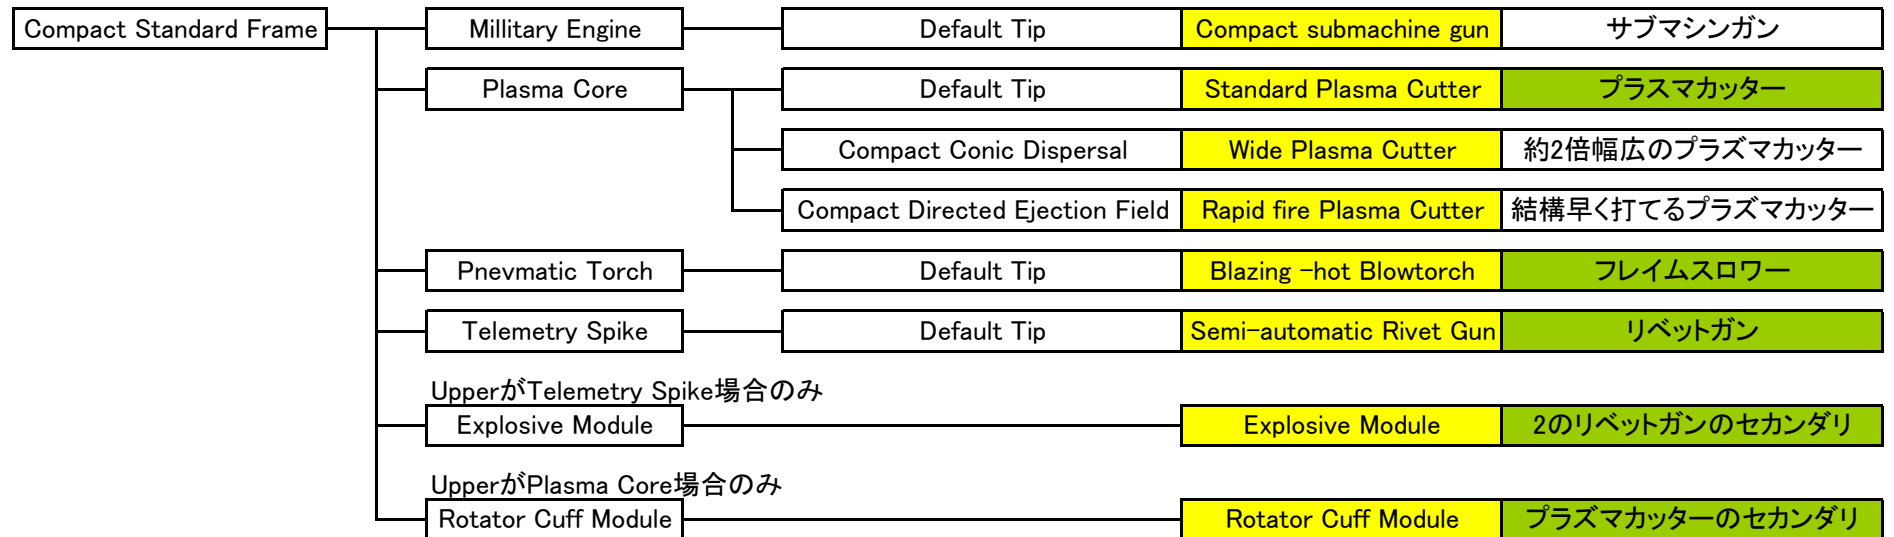 Compact Standard Frame Millitary Engine Default Tip Compact submachine gun サブマシンガン
Plasma Core Default Tip Standard Plasma Cutter プラスマカッター
Compact Conic Dispersal Wide Plasma Cutter 約2倍幅広のプラズマカッター
Compact Directed Ejection Field Rapid fire Plasma Cutter 結構早く打てるプラズマカッター
Pnevmatic Torch Default Tip Blazing -hot Blowtorch フレイムスロワー
Telemetry Spike Default Tip Semi-automatic Rivet Gun リベットガン
UpperがTelemetry Spike場合のみ
Explosive Module Explosive Module 2のリベットガンのセカンダリ
UpperがPlasma Core場合のみ
Rotator Cuff Module Rotator Cuff Module プラズマカッターのセカンダリ